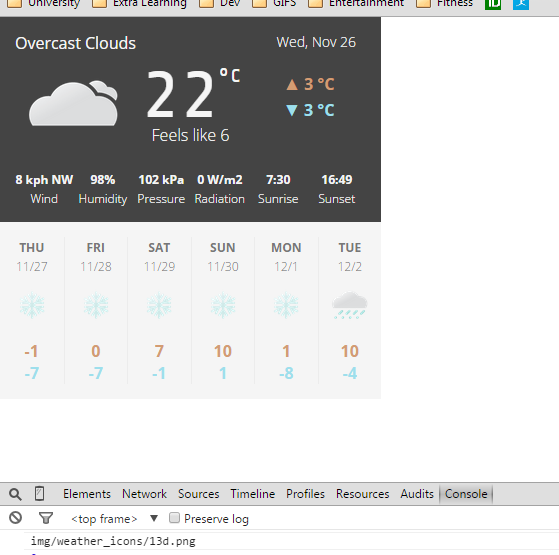 University Extra Learning Dev GIFS Entertainment Fitness iD
Overcast Clouds Wed, Nov 26
22°C
▲ 3 °C
▼ 3 °C
Feels like 6
8 kph NW 98% 102 kPa 0 W/m2 7:30 16:49
Wind Humidity Pressure Radiation Sunrise Sunset
THU FRI SAT SUN MON TUE
11/27 11/28 11/29 11/30 12/1 12/2
-1 0 7 10 1 10
-7 -7 -1 1 -8 -4
Elements Network Sources Timeline Profiles Resources Audits Console
<top frame> ▼ Preserve log
img/weather_icons/13d.png